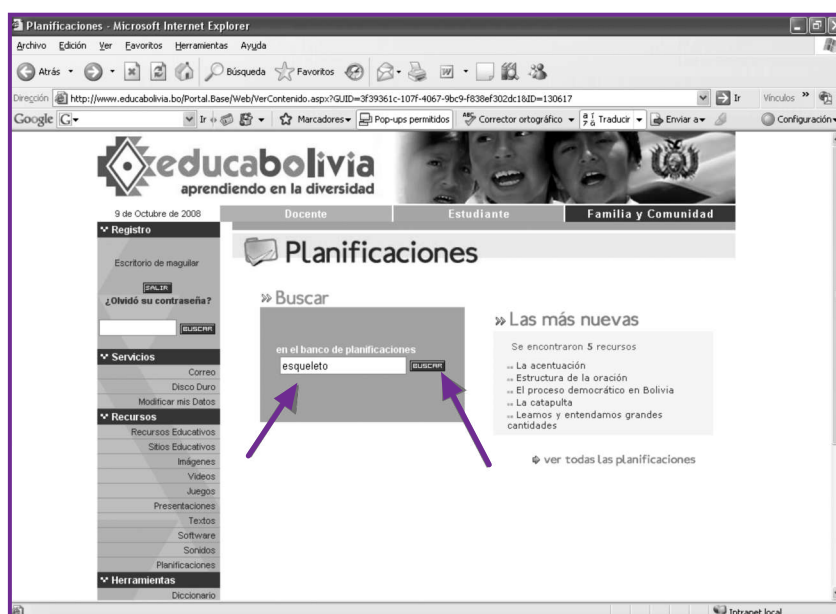 Planificaciones - Microsoft Internet Explorer
Archivo Edición Ver Favoritos Herramientas Ayuda
Atrás Búsqueda Favoritos
Dirección http://www.educabolivia.bo/Portal.Base/Web/VerContenido.aspx?GUID=3f39361c-107f-4067-9bc9-f838ef302dc1&ID=130617 Ir Vínculos »
Google G Ir Marcadores Pop-ups permitidos Corrector ortográfico Traducir Enviar a Configuración
educabolivia
aprendiendo en la diversidad
9 de Octubre de 2008 Docente Estudiante Familia y Comunidad
Registro
Escritorio de maguilar
SALIR
¿Olvidó su contraseña?
BUSCAR
Servicios
Correo
Disco Duro
Modificar mis Datos
Recursos
Recursos Educativos
Sitios Educativos
Imágenes
Videos
Juegos
Presentaciones
Textos
Software
Sonidos
Planificaciones
Herramientas
Diccionario
Planificaciones
» Buscar
en el banco de planificaciones
esqueleto BUSCAR
» Las más nuevas
Se encontraron 5 recursos
La acentuación
Estructura de la oración
El proceso democrático en Bolivia
La catapulta
Leamos y entendamos grandes
cantidades
ver todas las planificaciones
Intranet local